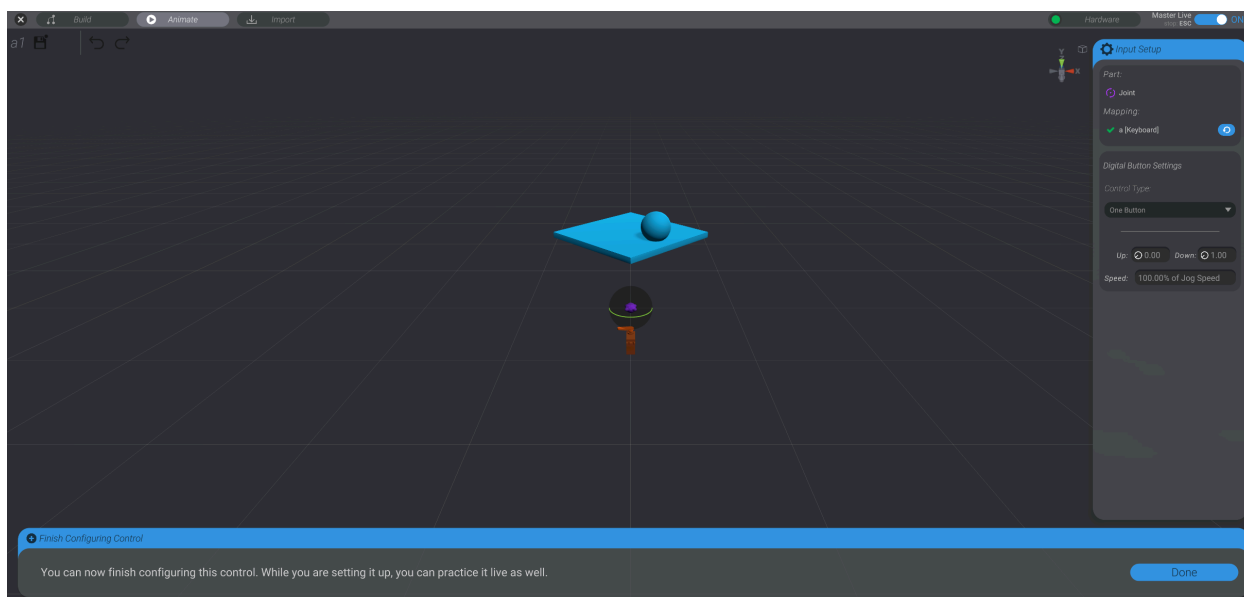 Build
Animate
Import
Hardware
Master Live
stop: ESC
ON
a1
Y
X
Input Setup
Part:
Joint
Mapping:
a [Keyboard]
Digital Button Settings
Control Type
One Button
Up: 0.00 Down: 1.00
Speed: 100.00% of Jog Speed
Finish Configuring Control
You can now finish configuring this control. While you are setting it up, you can practice it live as well.
Done